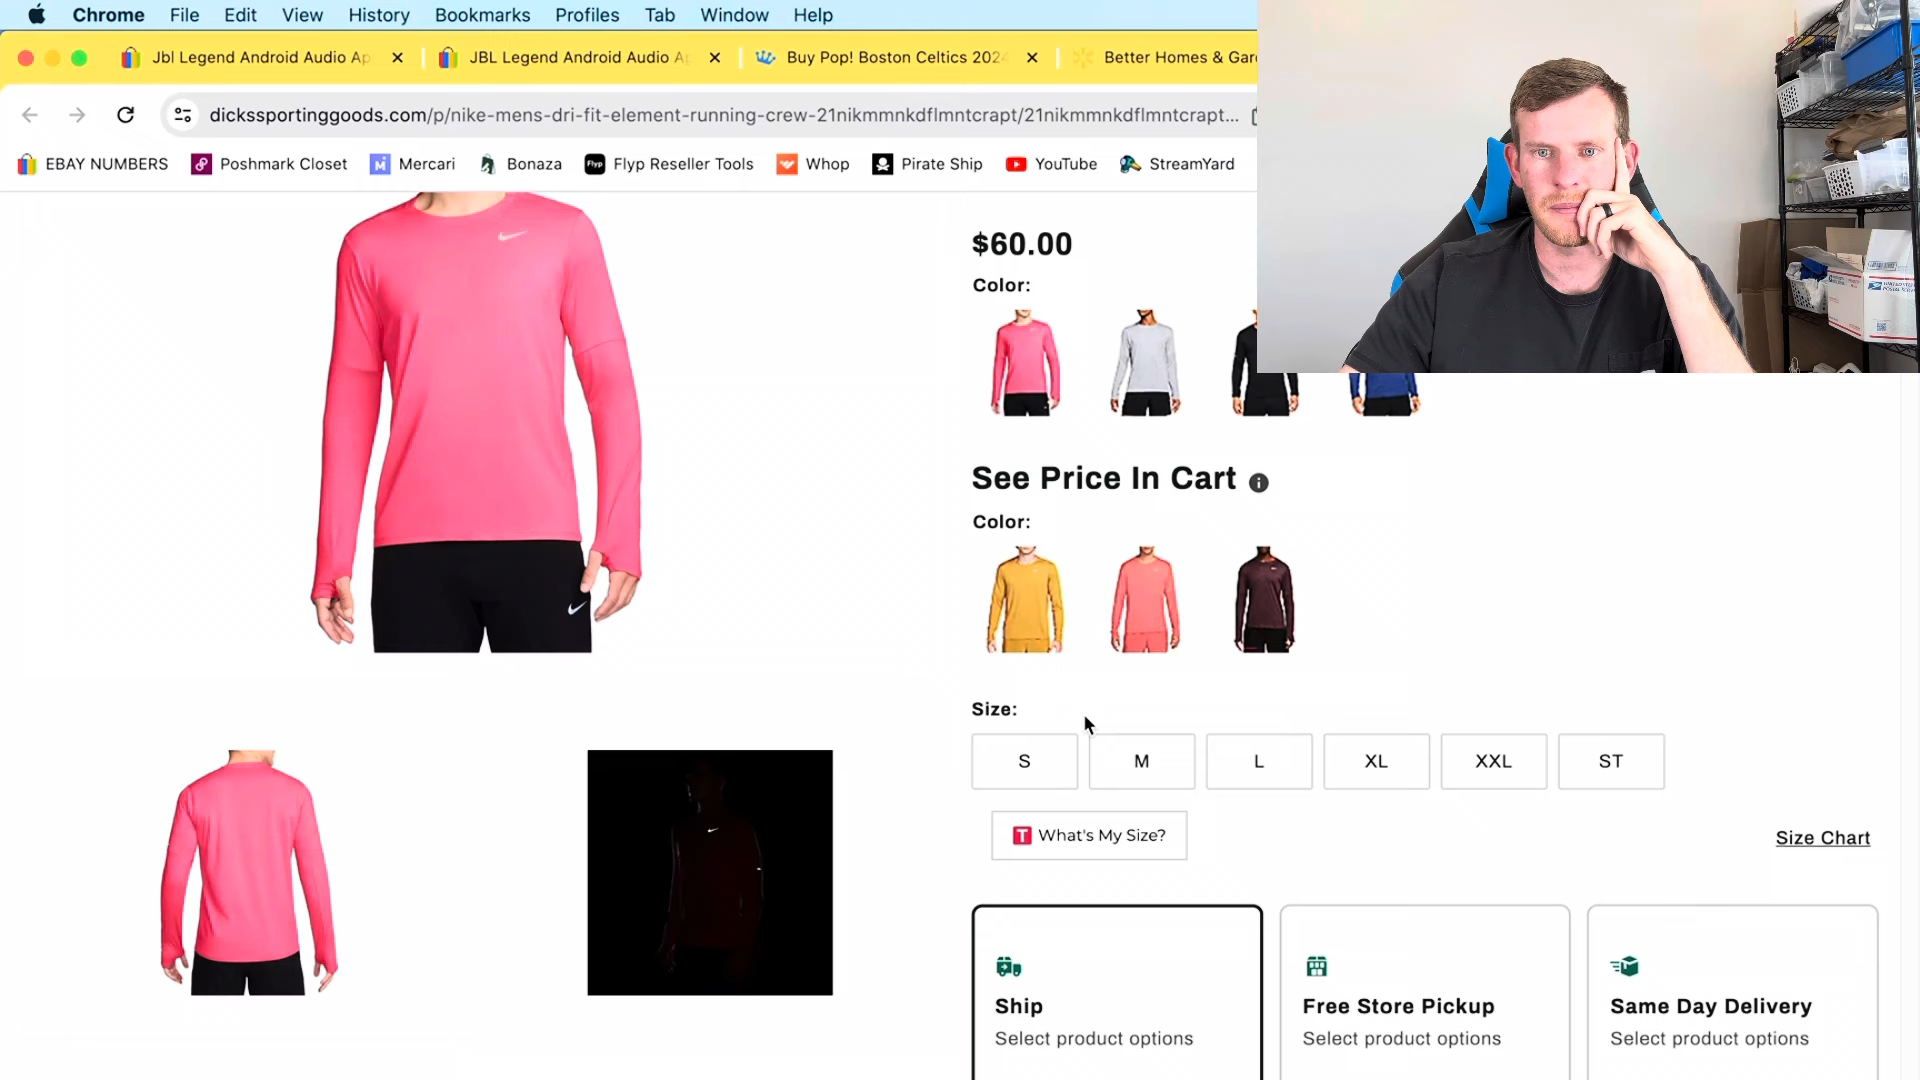 Chrome File Edit View History Bookmarks Profiles Tab Window Help
Jbl Legend Android Audio Ap JBL Legend Android Audio Ap Buy Pop! Boston Celtics 2024 Better Homes & Gar
dickssportinggoods.com/p/nike-mens-dri-fit-element-running-crew-21nikmmnkdflmntcrapt/21nikmmnkdflmntcrapt...
EBAY NUMBERS Poshmark Closet Mercari Bonaza Flyp Flyp Reseller Tools Whop Pirate Ship YouTube StreamYard
$60.00
Color:
See Price In Cart
Color:
Size:
S M L XL XXL ST
T What's My Size?
Size Chart
Ship
Select product options
Free Store Pickup
Select product options
Same Day Delivery
Select product options